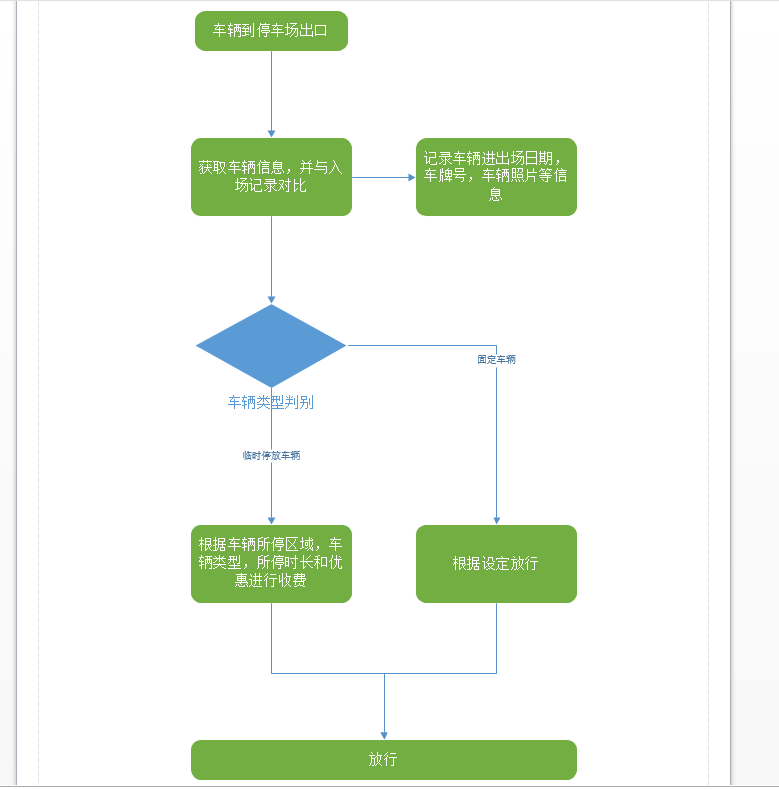 车辆到停车场出口
获取车辆信息，并与入
场记录对比
记录车辆进出场日期，
车牌号，车辆照片等信
息
固定车辆
车辆类型判别
临时停放车辆
根据车辆所停区域，车
辆类型，所停时长和优
惠进行收费
根据设定放行
放行